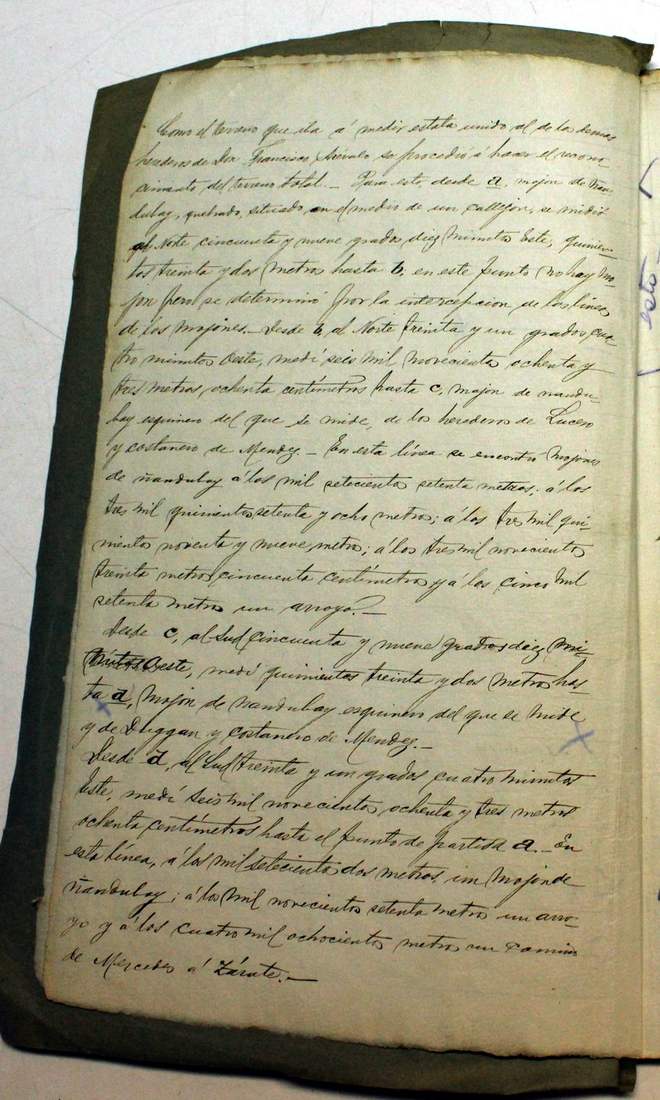 Como el terreno que iba á medir estaba unido al de los demas
herederos de Don Francisco Arévalo se procedió á hacer el recono
cimiento del terreno total.— Para esto, desde a, mojon de ñan
dubay, quebrado, situado, en el medio de un callejon, se midió
al Norte cincuenta y nueve grados, diez minutos Este, quinien-
tos treinta y dos metros hasta b, en este punto no hay mo
jon pero se determinó por la intercepcion de las lineas
de los mojones.— Desde b, al Norte treinta y un grados, cua
tro minutos Oeste, medí seis mil novecientos ochenta y
tres metros, ochenta centímetros hasta c, mojon de ñandu-
bay esquinero del que se mide, de los herederos de Lucero
y costanero de Mendez.— En esta línea se encontró mojones
de ñandubay á los mil setecientos setenta metros; á los
tres mil quinientos setenta y ocho metros; á los tres mil qui
nientos noventa y nueve metros; á los tres mil novecientos
treinta metros cincuenta centímetros y á los cinco mil
setenta metros un arroyo.—
Desde c, al Sud cincuenta y nueve grados diez mi
nutos Oeste, medí quinientos treinta y dos metros has
ta d, mojon de ñandubay esquinero del que se mide
y de Duggan y costanero de Mendez.—
Desde d, al Sud treinta y un grados, cuatro minutos
Este, medí seis mil novecientos ochenta y tres metros
ochenta centímetros hasta el punto de partida a.— En
esta línea, á los mil setecientos dos metros un mojon de
ñandubay; á los mil novecientos setenta metros un arro-
yo y á los cuatro mil ochocientos metros un camino
de Mercedes á Zárate.—
esto